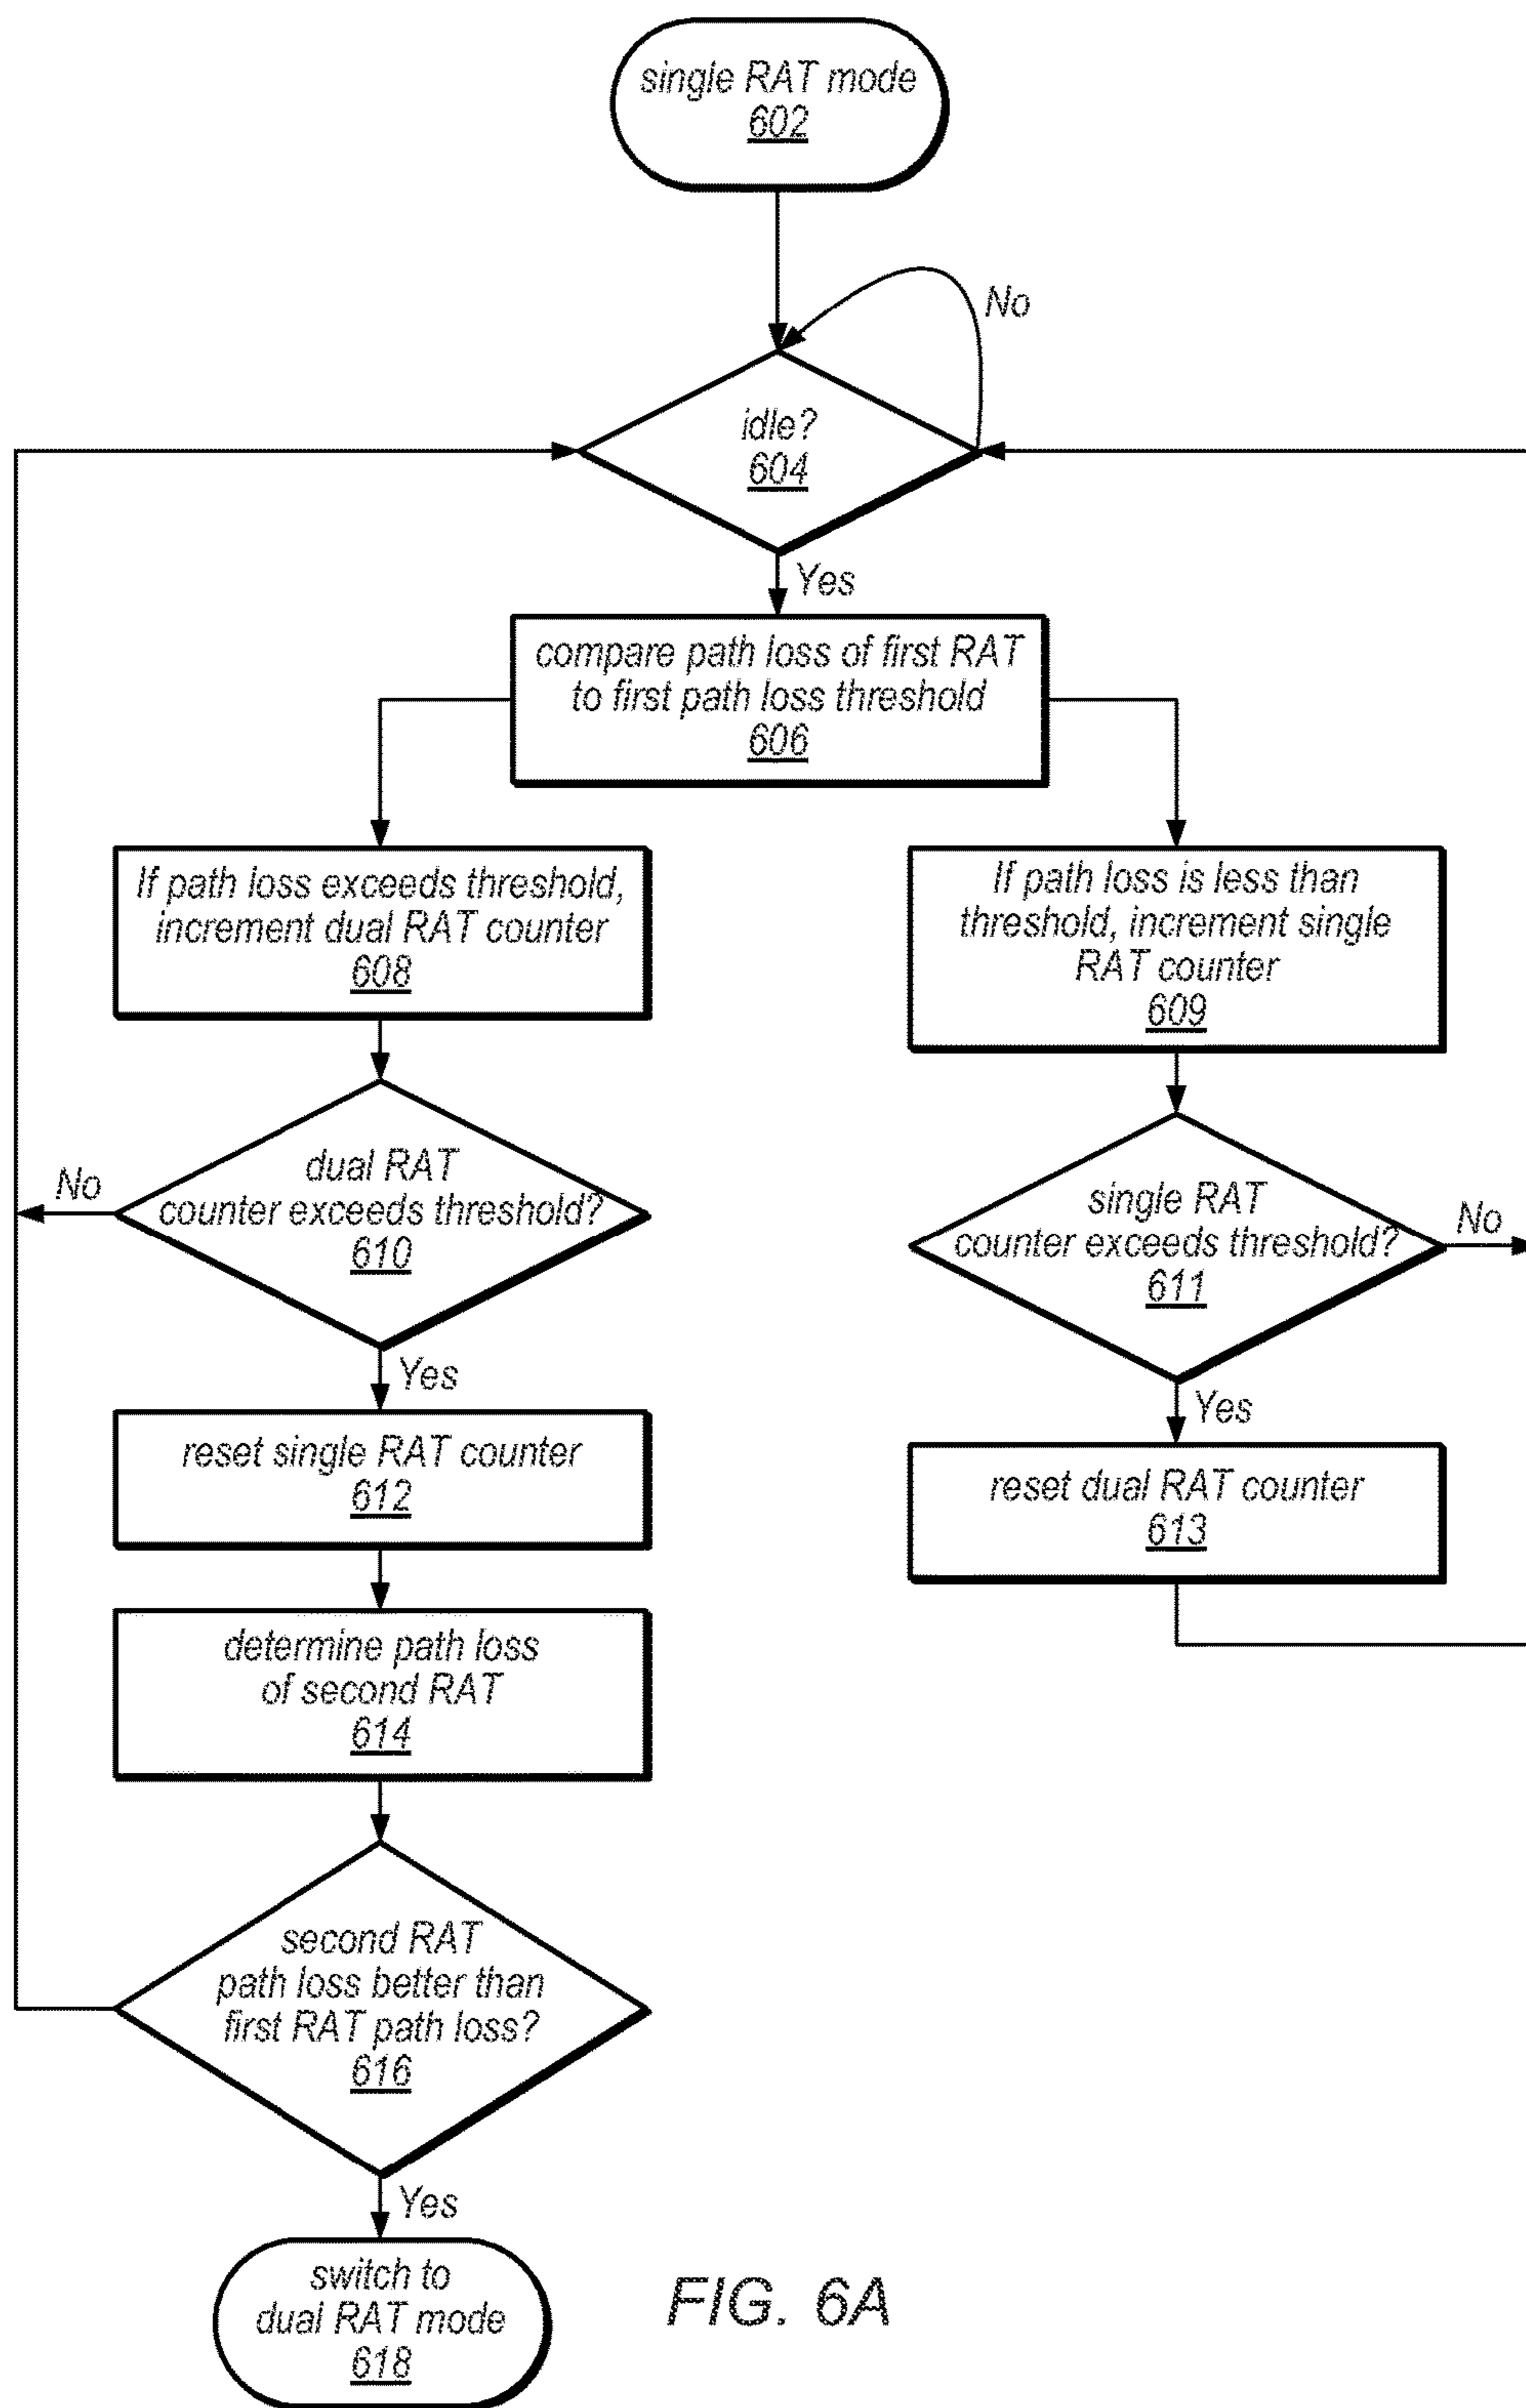 single RAT mode
602
No
idle?
604
Yes
compare path loss of first RAT
to first path loss threshold
606
If path loss exceeds threshold,
increment dual RAT counter
608
If path loss is less than
threshold, increment single
RAT counter
609
dual RAT
counter exceeds threshold?
610
No
single RAT
counter exceeds threshold?
611
No
Yes
Yes
reset single RAT counter
612
reset dual RAT counter
613
determine path loss
of second RAT
614
second RAT
path loss better than
first RAT path loss?
616
Yes
switch to
dual RAT mode
618
FIG. 6A